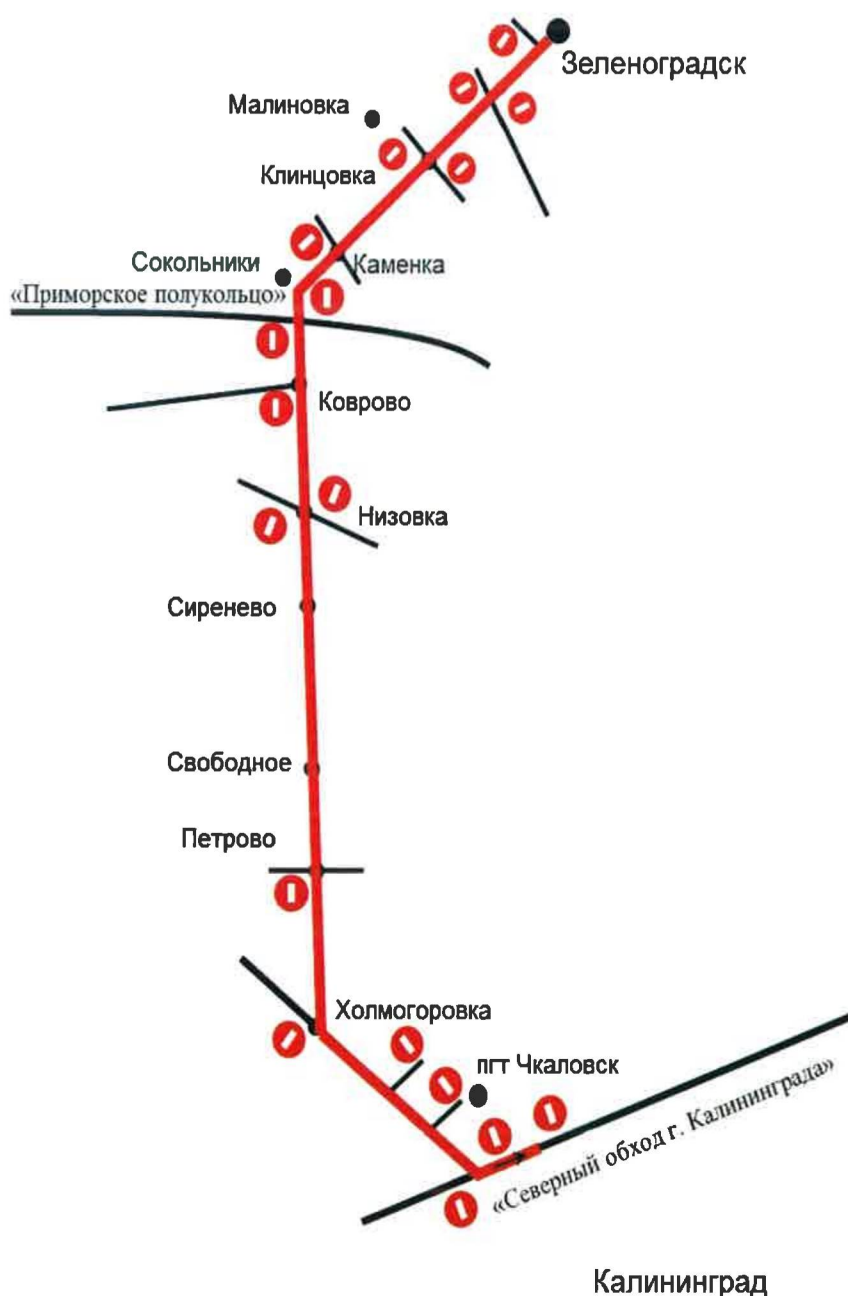 Зеленоградск
Малиновка
Клинцовка
Сокольники
Каменка
«Приморское полукольцо»
Коврово
Низовка
Сиренево
Свободное
Петрово
Холмогоровка
пгт Чкаловск
«Северный обход г. Калининграда»
Калининград